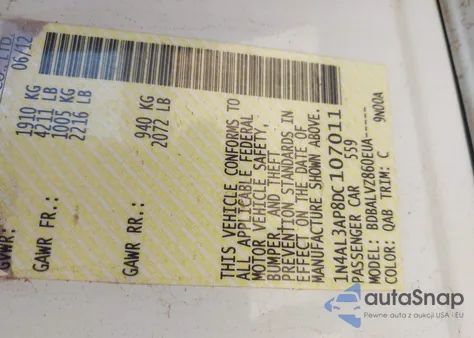 CO., LTD.
06/12
GVWR: 1910 KG
4211 LB
GAWR FR.: 1005 KG
2216 LB
GAWR RR.: 940 KG
2072 LB
THIS VEHICLE CONFORMS TO
ALL APPLICABLE FEDERAL
MOTOR VEHICLE SAFETY,
BUMPER, AND THEFT
PREVENTION STANDARDS IN
EFFECT ON THE DATE OF
MANUFACTURE SHOWN ABOVE.
1N4AL3AP8DC107011
PASSENGER CAR 559
MODEL: BDBALVZ860EUA-----
COLOR: QAB TRIM: C 9N00A
autaSnap
Pewne auta z aukcji USA i EU